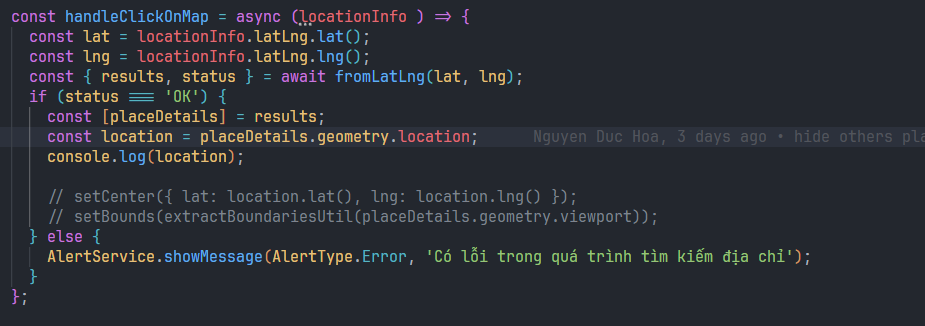 const handleClickOnMap = async (locationInfo ) => {
const lat = locationInfo.latLng.lat();
const lng = locationInfo.latLng.lng();
const { results, status } = await fromLatLng(lat, lng);
if (status === 'OK') {
const [placeDetails] = results;
const location = placeDetails.geometry.location; Nguyen Duc Hoa, 3 days ago • hide others pla
console.log(location);
// setCenter({ lat: location.lat(), lng: location.lng() });
// setBounds(extractBoundariesUtil(placeDetails.geometry.viewport));
} else {
AlertService.showMessage(AlertType.Error, 'Có lỗi trong quá trình tìm kiếm địa chỉ');
}
};